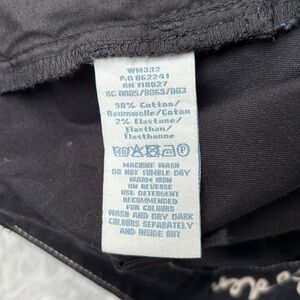 WM332
P.O 862241
RN 118827
SC 0005/8063/003
98% Cotton/
Baumwolle/Coton
2% Elastane/
Elasthan/
Elasthanne
MACHINE WASH
DO NOT TUMBLE DRY
WARM IRON
ON REVERSE
USE DETERGENT
RECOMMENDED
FOR COLOURS
WASH AND DRY DARK
COLOURS SEPARATELY
AND INSIDE OUT